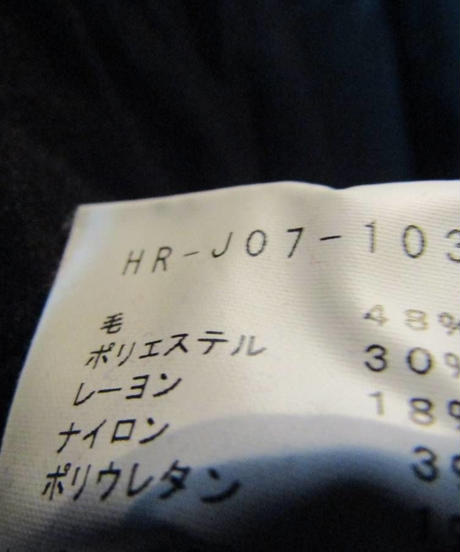 HR-J07-103
毛 48%
ポリエステル 30%
レーヨン 18%
ナイロン 3%
ポリウレタン 1%